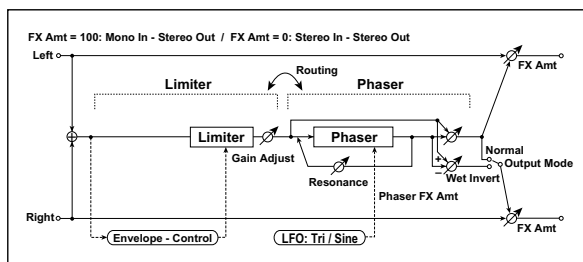 FX Amt = 100: Mono In - Stereo Out / FX Amt = 0: Stereo In - Stereo Out
Left
FX Amt
Routing
Limiter
Phaser
Limiter
Phaser
Normal
Gain Adjust
+
Output Mode
−
Resonance
Wet Invert
Phaser FX Amt
Right
Envelope - Control
LFO: Tri / Sine
FX Amt